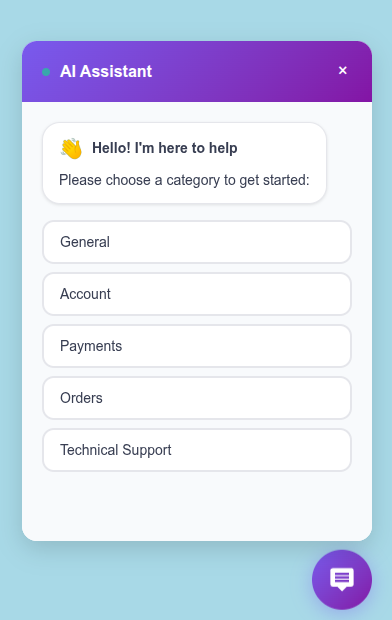 AI Assistant
×
👋 Hello! I'm here to help
Please choose a category to get started:
General
Account
Payments
Orders
Technical Support